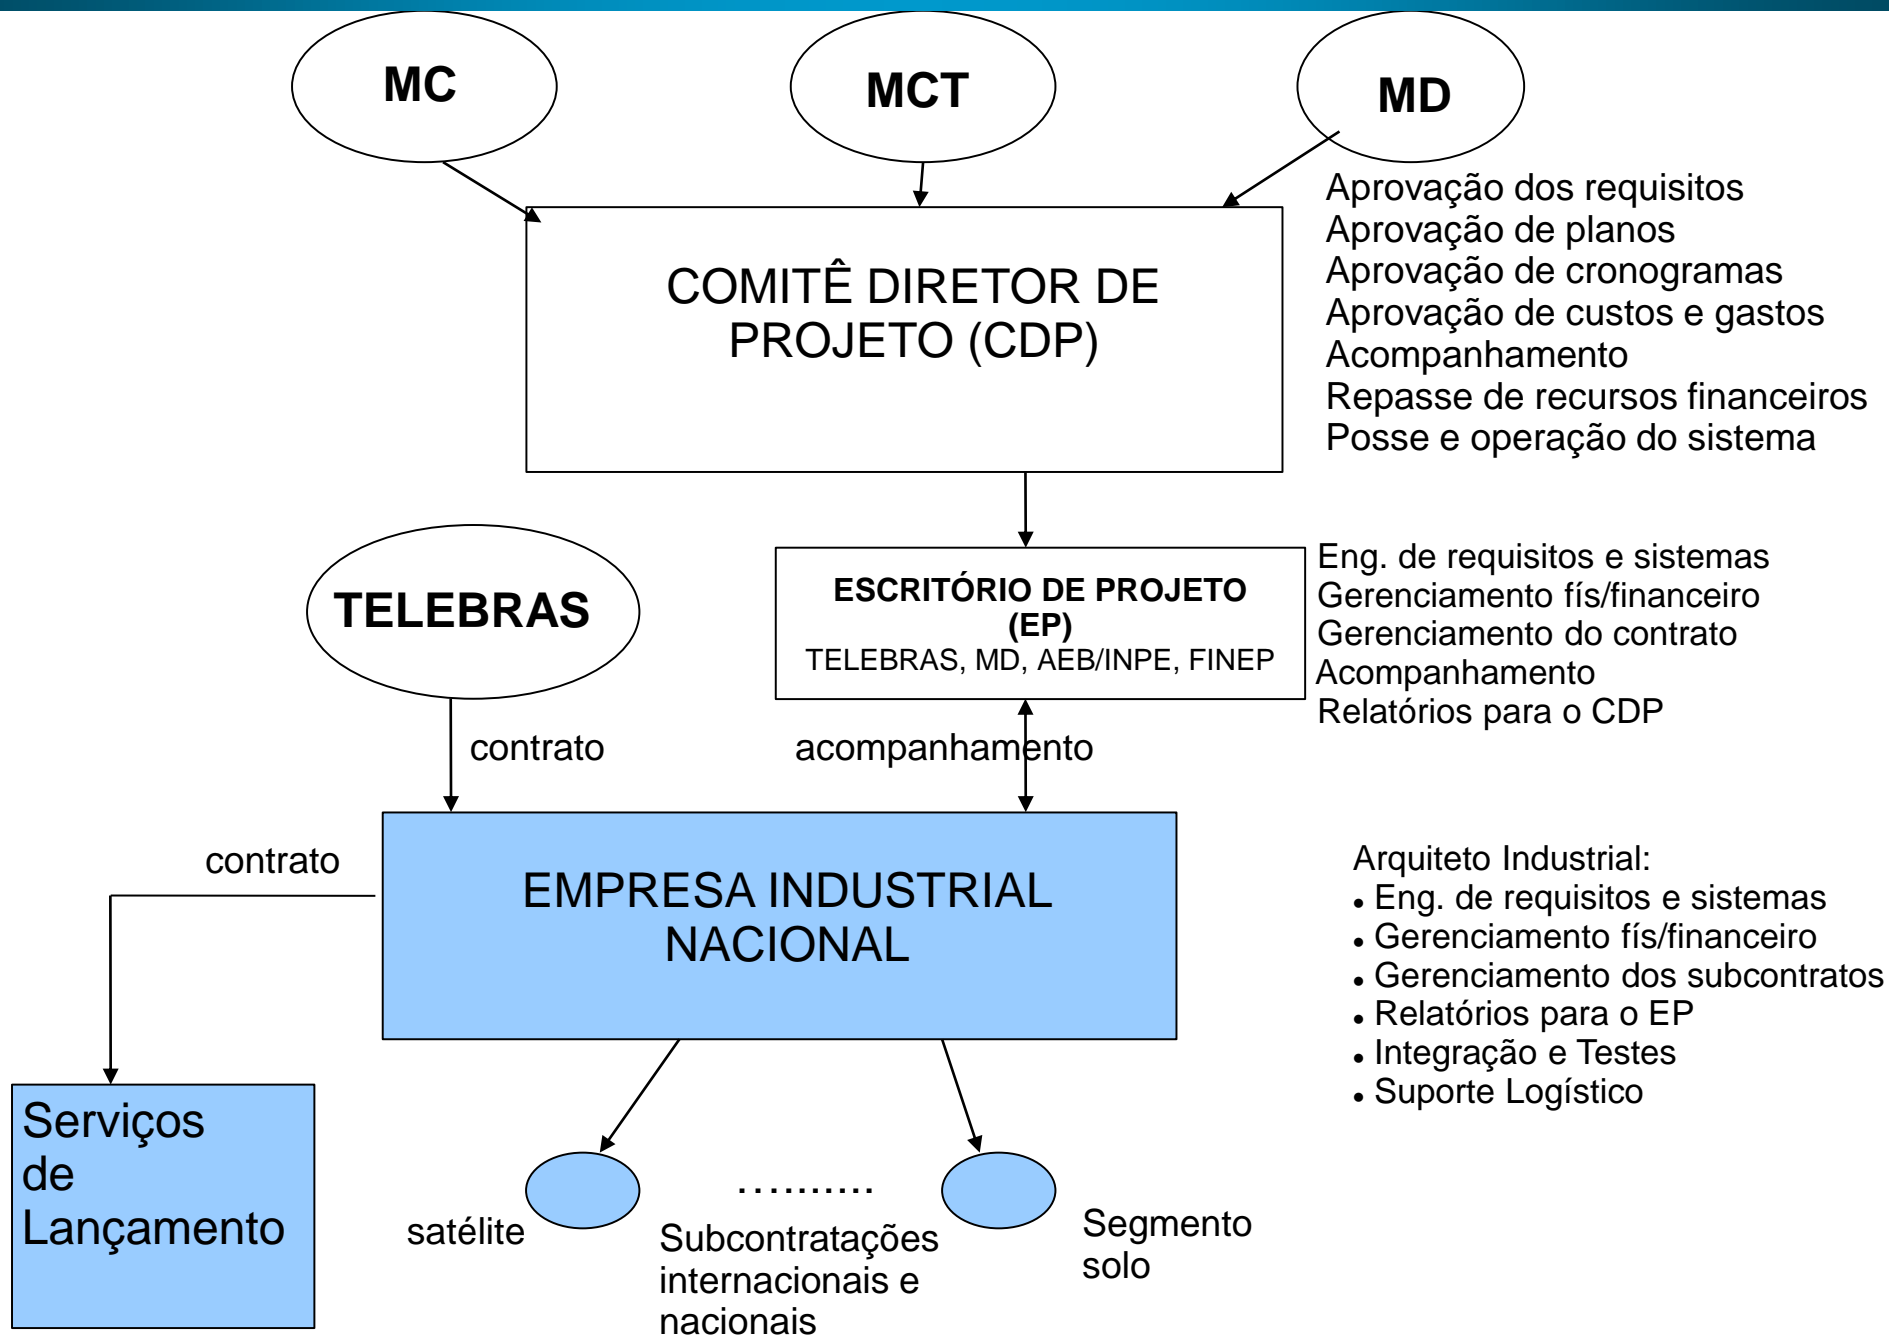 MC
MCT
MD
COMITÊ DIRETOR DE
PROJETO (CDP)
Aprovação dos requisitos
Aprovação de planos
Aprovação de cronogramas
Aprovação de custos e gastos
Acompanhamento
Repasse de recursos financeiros
Posse e operação do sistema
TELEBRAS
ESCRITÓRIO DE PROJETO
(EP)
TELEBRAS, MD, AEB/INPE, FINEP
Eng. de requisitos e sistemas
Gerenciamento fís/financeiro
Gerenciamento do contrato
Acompanhamento
Relatórios para o CDP
contrato
acompanhamento
contrato
EMPRESA INDUSTRIAL
NACIONAL
Arquiteto Industrial:
• Eng. de requisitos e sistemas
• Gerenciamento fís/financeiro
• Gerenciamento dos subcontratos
• Relatórios para o EP
• Integração e Testes
• Suporte Logístico
Serviços
de
Lançamento
satélite
..........
Subcontratações
internacionais e
nacionais
Segmento
solo